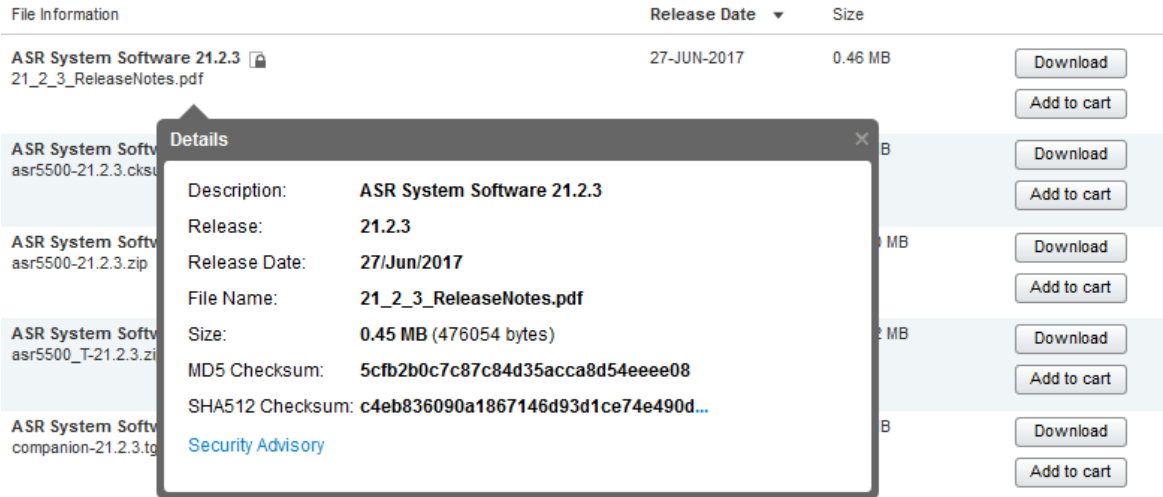 File Information Release Date Size
ASR System Software 21.2.3 27-JUN-2017 0.46 MB Download
21_2_3_ReleaseNotes.pdf
Add to cart
Details ×
ASR System Softw B Download
asr5500-21.2.3.cksu
Add to cart
Description: ASR System Software 21.2.3
Release: 21.2.3
ASR System Softw MB Download
asr5500-21.2.3.zip
Release Date: 27/Jun/2017
Add to cart
File Name: 21_2_3_ReleaseNotes.pdf
ASR System Softw MB Download
Size: 0.45 MB (476054 bytes)
asr5500_T-21.2.3.zi
MD5 Checksum: 5cfb2b0c7c87c84d35acca8d54eeee08
Add to cart
SHA512 Checksum: c4eb836090a1867146d93d1ce74e490d...
ASR System Softw B Download
companion-21.2.3.tg
Security Advisory
Add to cart